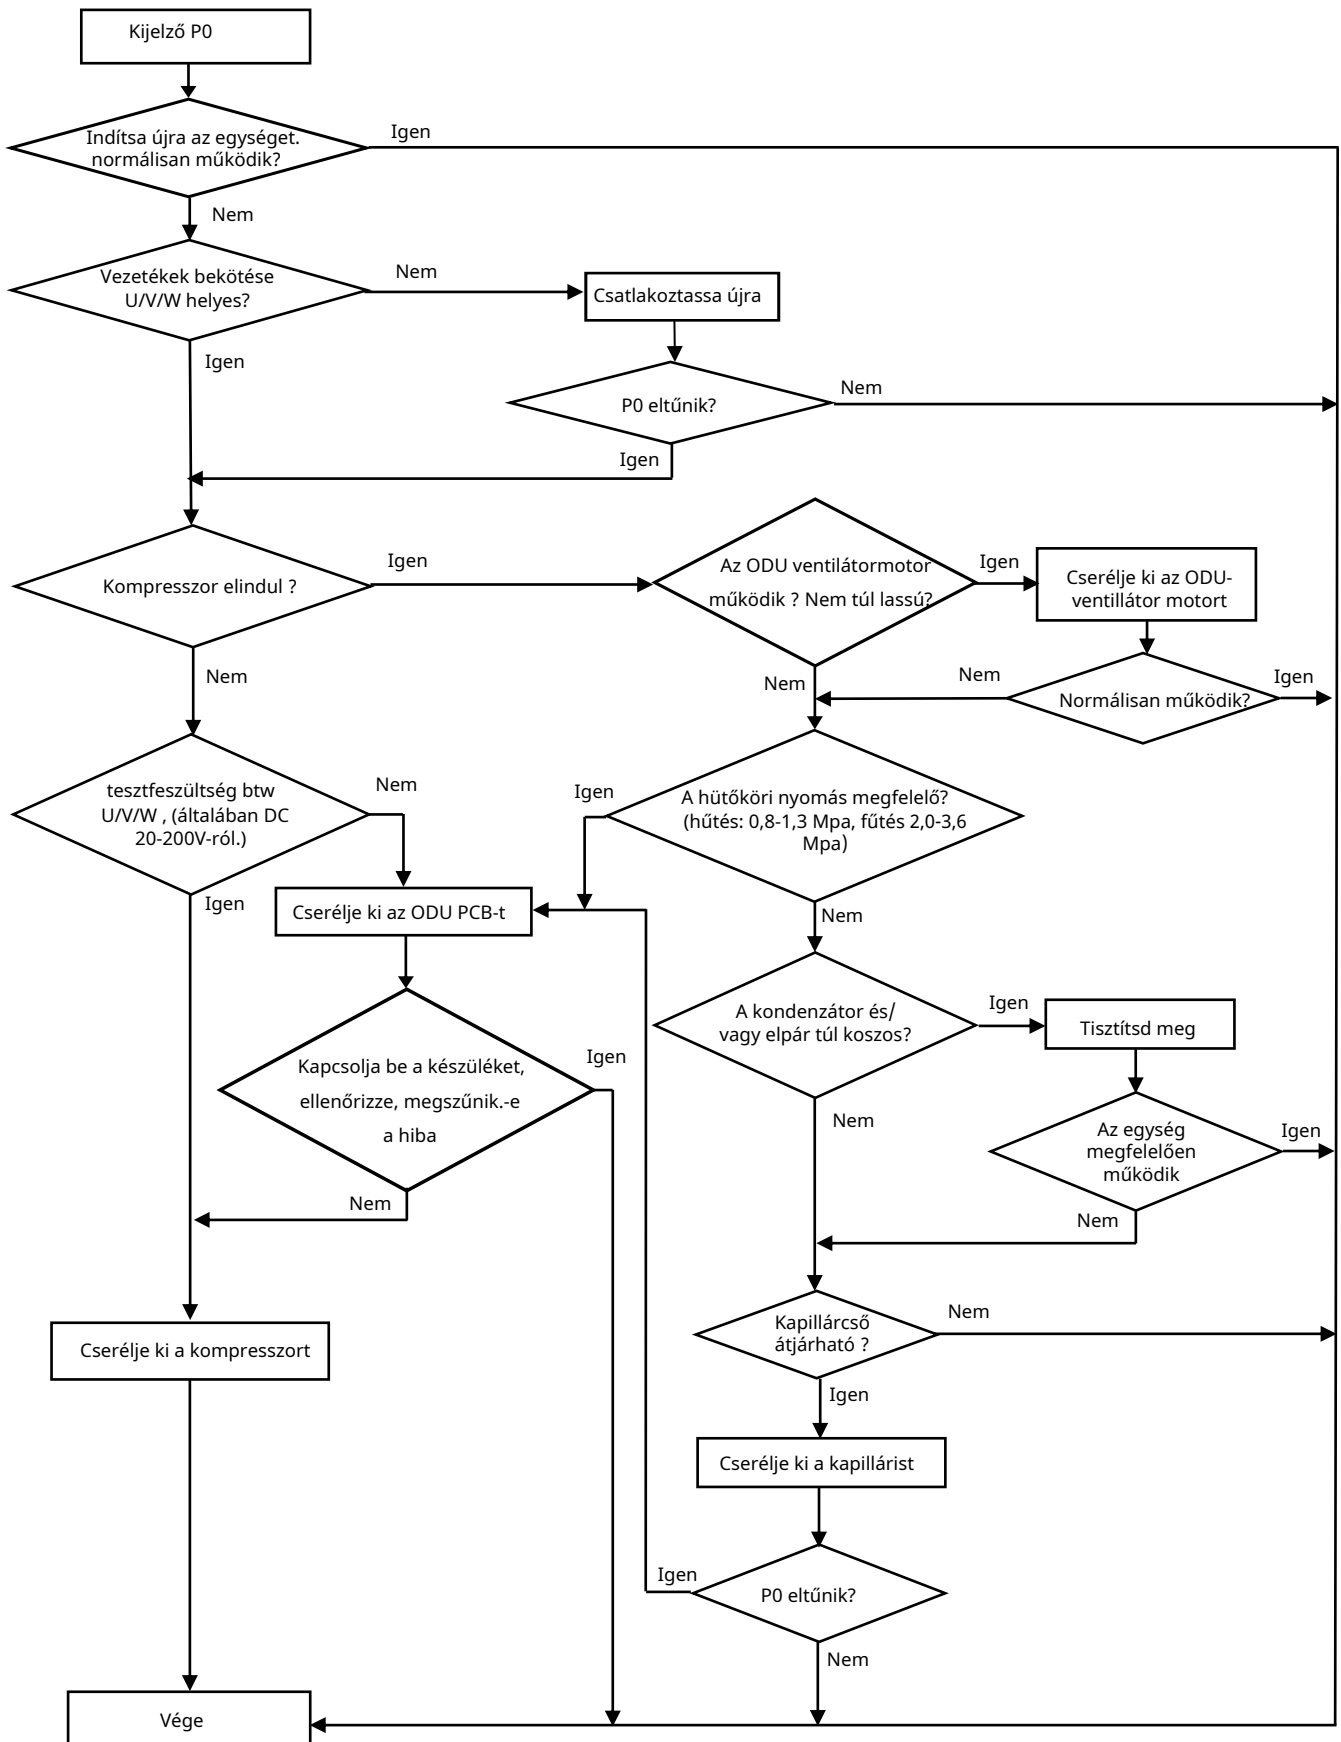 Kijelző P0
Igen
Indítsa újra az egységet.
normálisan működik?
Nem
Vezetékek bekötése
U/V/W helyes?
Nem
Csatlakoztassa újra
Igen
P0 eltűnik?
Nem
Igen
Kompresszor elindul ?
Igen
Az ODU ventilátormotor
működik ? Nem túl lassú?
Igen
Cserélje ki az ODU-
ventillátor motort
Nem
Nem
Nem
Normálisan működik?
Igen
tesztfeszültség btw
U/V/W , (általában DC
20-200V-ról.)
Nem
Igen
A hütőköri nyomás megfelelő?
(hűtés: 0,8-1,3 Mpa, fűtés 2,0-3,6
Mpa)
Igen
Cserélje ki az ODU PCB-t
Nem
A kondenzátor és/
vagy elpár túl koszos?
Igen
Tisztítsd meg
Kapcsolja be a készüléket,
ellenőrizze, megszűnik.-e
a hiba
Igen
Nem
Az egység
megfelelően
működik
Igen
Nem
Nem
Kapillárcső
átjárható ?
Nem
Cserélje ki a kompresszort
Igen
Cserélje ki a kapillárist
Igen
P0 eltűnik?
Nem
Vége